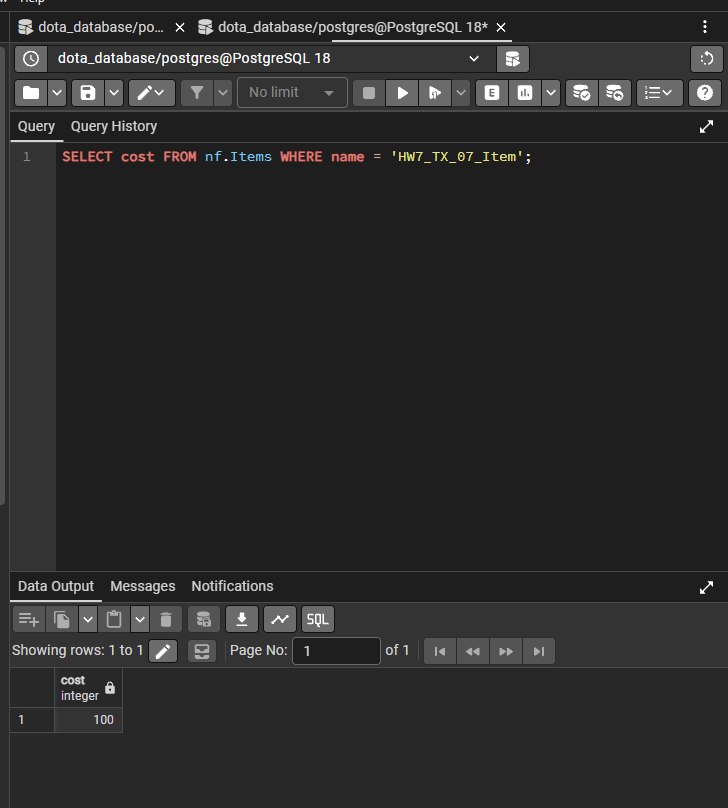 dota_database/po...
dota_database/postgres@PostgreSQL 18*
dota_database/postgres@PostgreSQL 18
No limit
E
Query
Query History
1
SELECT cost FROM nf.Items WHERE name = 'HW7_TX_07_Item';
Data Output
Messages
Notifications
SQL
Showing rows: 1 to 1
Page No:
1
of 1
cost
integer
1
100